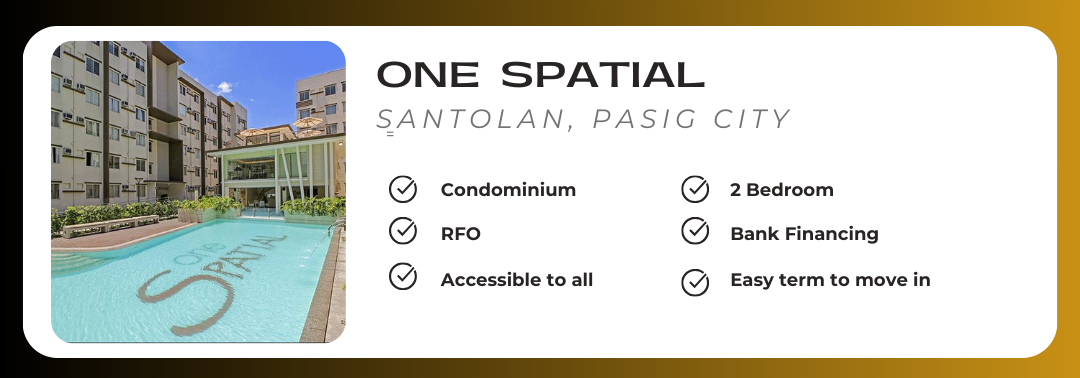 ONE SPATIAL
SANTOLAN, PASIG CITY
Condominium
RFO
Accessible to all
2 Bedroom
Bank Financing
Easy term to move in
one
SPATIAL